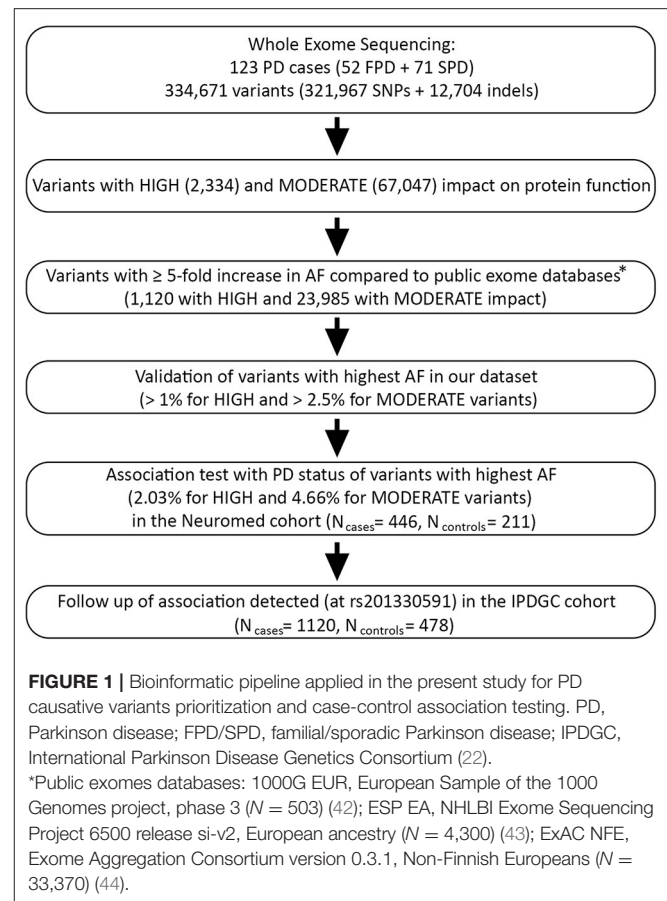 Whole Exome Sequencing:
123 PD cases (52 FPD + 71 SPD)
334,671 variants (321,967 SNPs + 12,704 indels)
Variants with HIGH (2,334) and MODERATE (67,047) impact on protein function
Variants with ≥ 5-fold increase in AF compared to public exome databases*
(1,120 with HIGH and 23,985 with MODERATE impact)
Validation of variants with highest AF in our dataset
(> 1% for HIGH and > 2.5% for MODERATE variants)
Association test with PD status of variants with highest AF
(2.03% for HIGH and 4.66% for MODERATE variants)
in the Neuromed cohort (Ncases= 446, Ncontrols= 211)
Follow up of association detected (at rs201330591) in the IPDGC cohort
(Ncases= 1120, Ncontrols= 478)
FIGURE 1 | Bioinformatic pipeline applied in the present study for PD
causative variants prioritization and case-control association testing. PD,
Parkinson disease; FPD/SPD, familial/sporadic Parkinson disease; IPDGC,
International Parkinson Disease Genetics Consortium (22).
*Public exomes databases: 1000G EUR, European Sample of the 1000
Genomes project, phase 3 (N = 503) (42); ESP EA, NHLBI Exome Sequencing
Project 6500 release si-v2, European ancestry (N = 4,300) (43); ExAC NFE,
Exome Aggregation Consortium version 0.3.1, Non-Finnish Europeans (N =
33,370) (44).